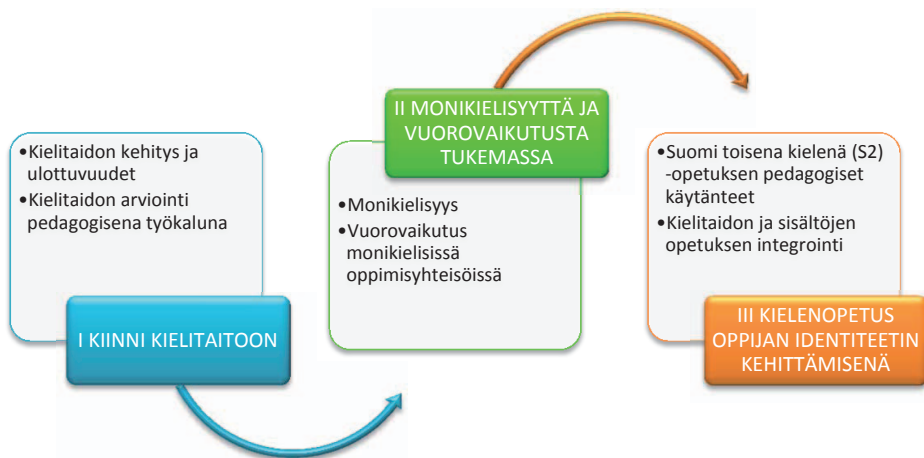 •Kielitaidon kehitys ja
ulottuvuudet
•Kielitaidon arviointi
pedagogisena työkaluna
I KIINNI KIELITAITOON
II MONIKIELISYYTTÄ JA
VUOROVAIKUTUSTA
TUKEMASSA
•Monikielisyys
•Vuorovaikutus
monikielisissä
oppimisyhteisöissä
•Suomi toisena kielenä (S2)
-opetuksen pedagogiset
käytänteet
•Kielitaidon ja sisältöjen
opetuksen integrointi
III KIELENOPETUS
OPPIJAN IDENTITEETIN
KEHITTÄMISENÄ